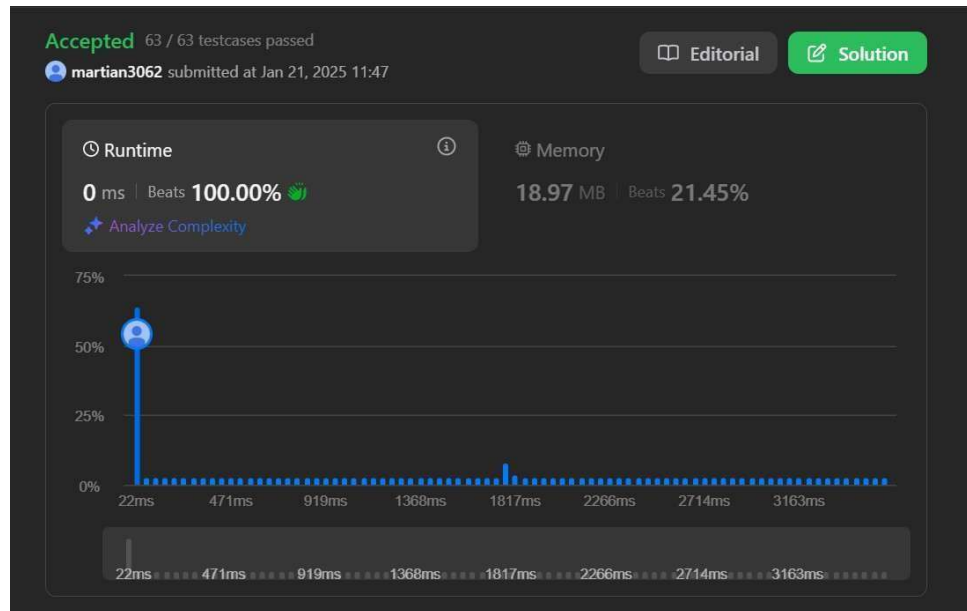 Accepted 63 / 63 testcases passed
Editorial
Solution
martian3062 submitted at Jan 21, 2025 11:47
Runtime
0 ms | Beats 100.00%
Analyze Complexity
Memory
18.97 MB | Beats 21.45%
75%
50%
25%
0%
22ms 471ms 919ms 1368ms 1817ms 2266ms 2714ms 3163ms
22ms 471ms 919ms 1368ms 1817ms 2266ms 2714ms 3163ms